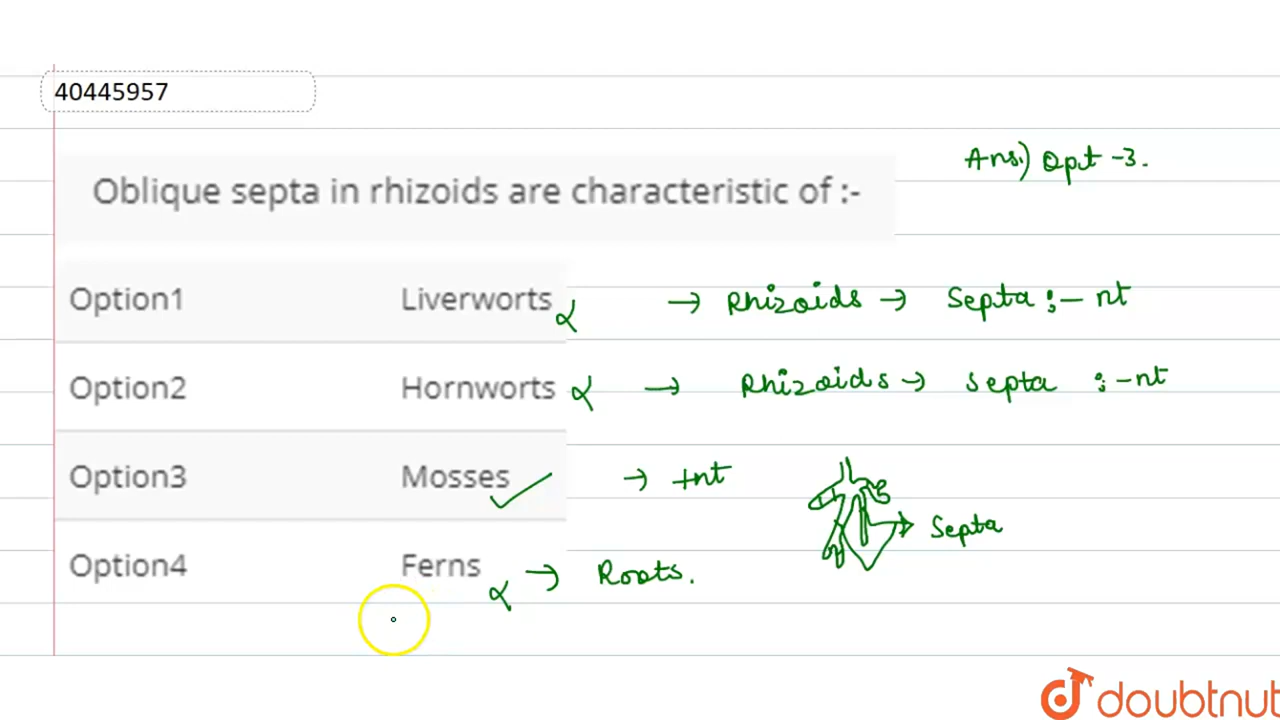 40445957
Ans.) Opt -3.
Oblique septa in rhizoids are characteristic of :-
Option1 Liverworts → Rhizoids → Septa :- nt
Option2 Hornworts → Rhizoids → Septa :- nt
Option3 Mosses → +nt
Septa
Option4 Ferns → Roots.
doubtnut